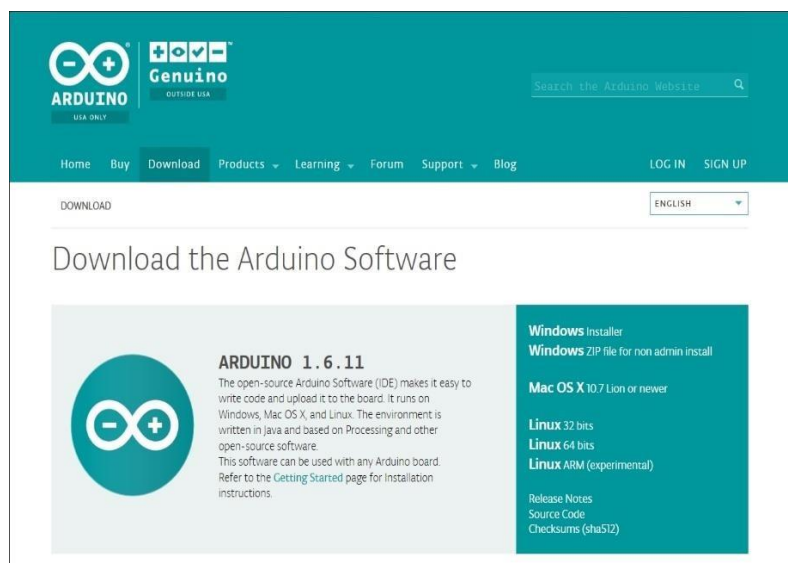 ARDUINO
USA ONLY
Genuino
OUTSIDE USA
Search the Arduino Website
Home Buy Download Products Learning Forum Support Blog LOG IN SIGN UP
DOWNLOAD
ENGLISH
Download the Arduino Software
ARDUINO 1.6.11
The open-source Arduino Software (IDE) makes it easy to
write code and upload it to the board. It runs on
Windows, Mac OS X, and Linux. The environment is
written in Java and based on Processing and other
open-source software.
This software can be used with any Arduino board.
Refer to the Getting Started page for Installation
instructions.
Windows Installer
Windows ZIP file for non admin install
Mac OS X 10.7 Lion or newer
Linux 32 bits
Linux 64 bits
Linux ARM (experimental)
Release Notes
Source Code
Checksums (sha512)